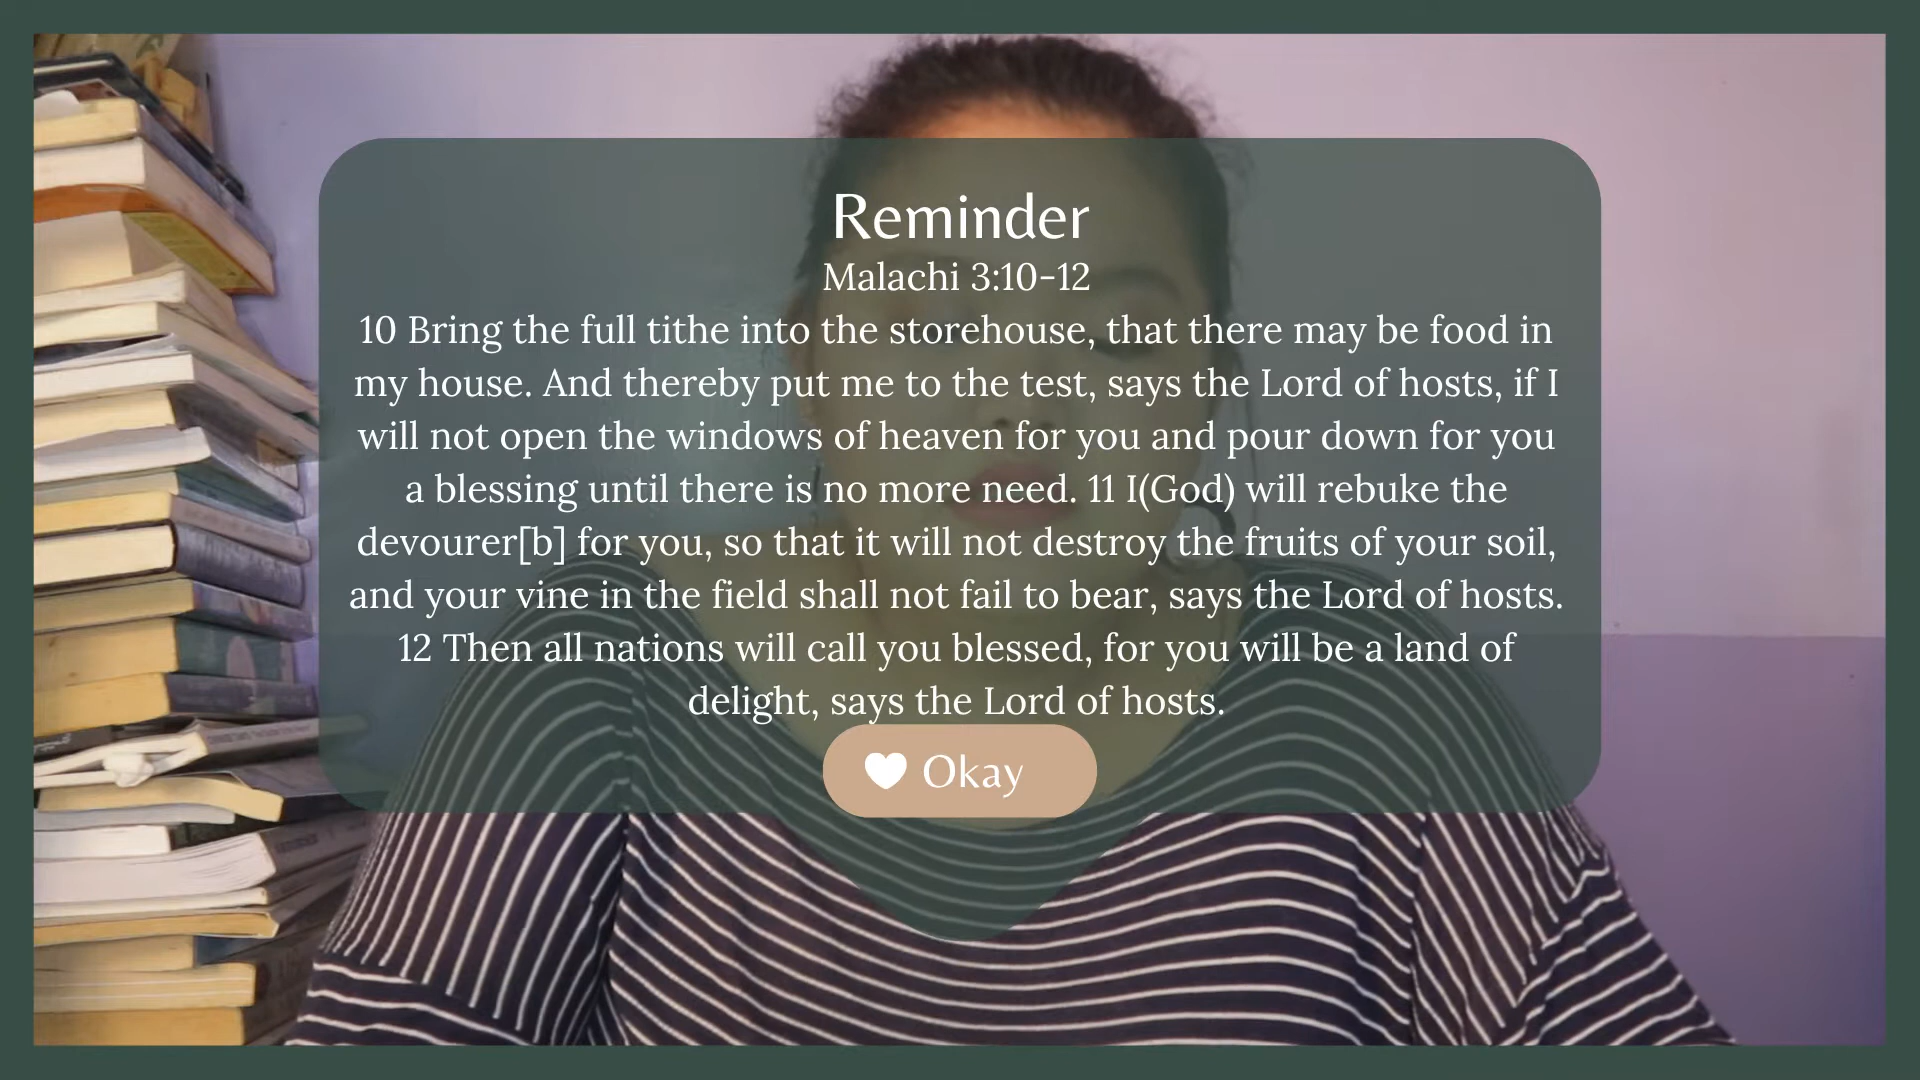 Reminder
Malachi 3:10-12
10 Bring the full tithe into the storehouse, that there may be food in
my house. And thereby put me to the test, says the Lord of hosts, if I
will not open the windows of heaven for you and pour down for you
a blessing until there is no more need. 11 I(God) will rebuke the
devourer[b] for you, so that it will not destroy the fruits of your soil,
and your vine in the field shall not fail to bear, says the Lord of hosts.
12 Then all nations will call you blessed, for you will be a land of
delight, says the Lord of hosts.
Okay